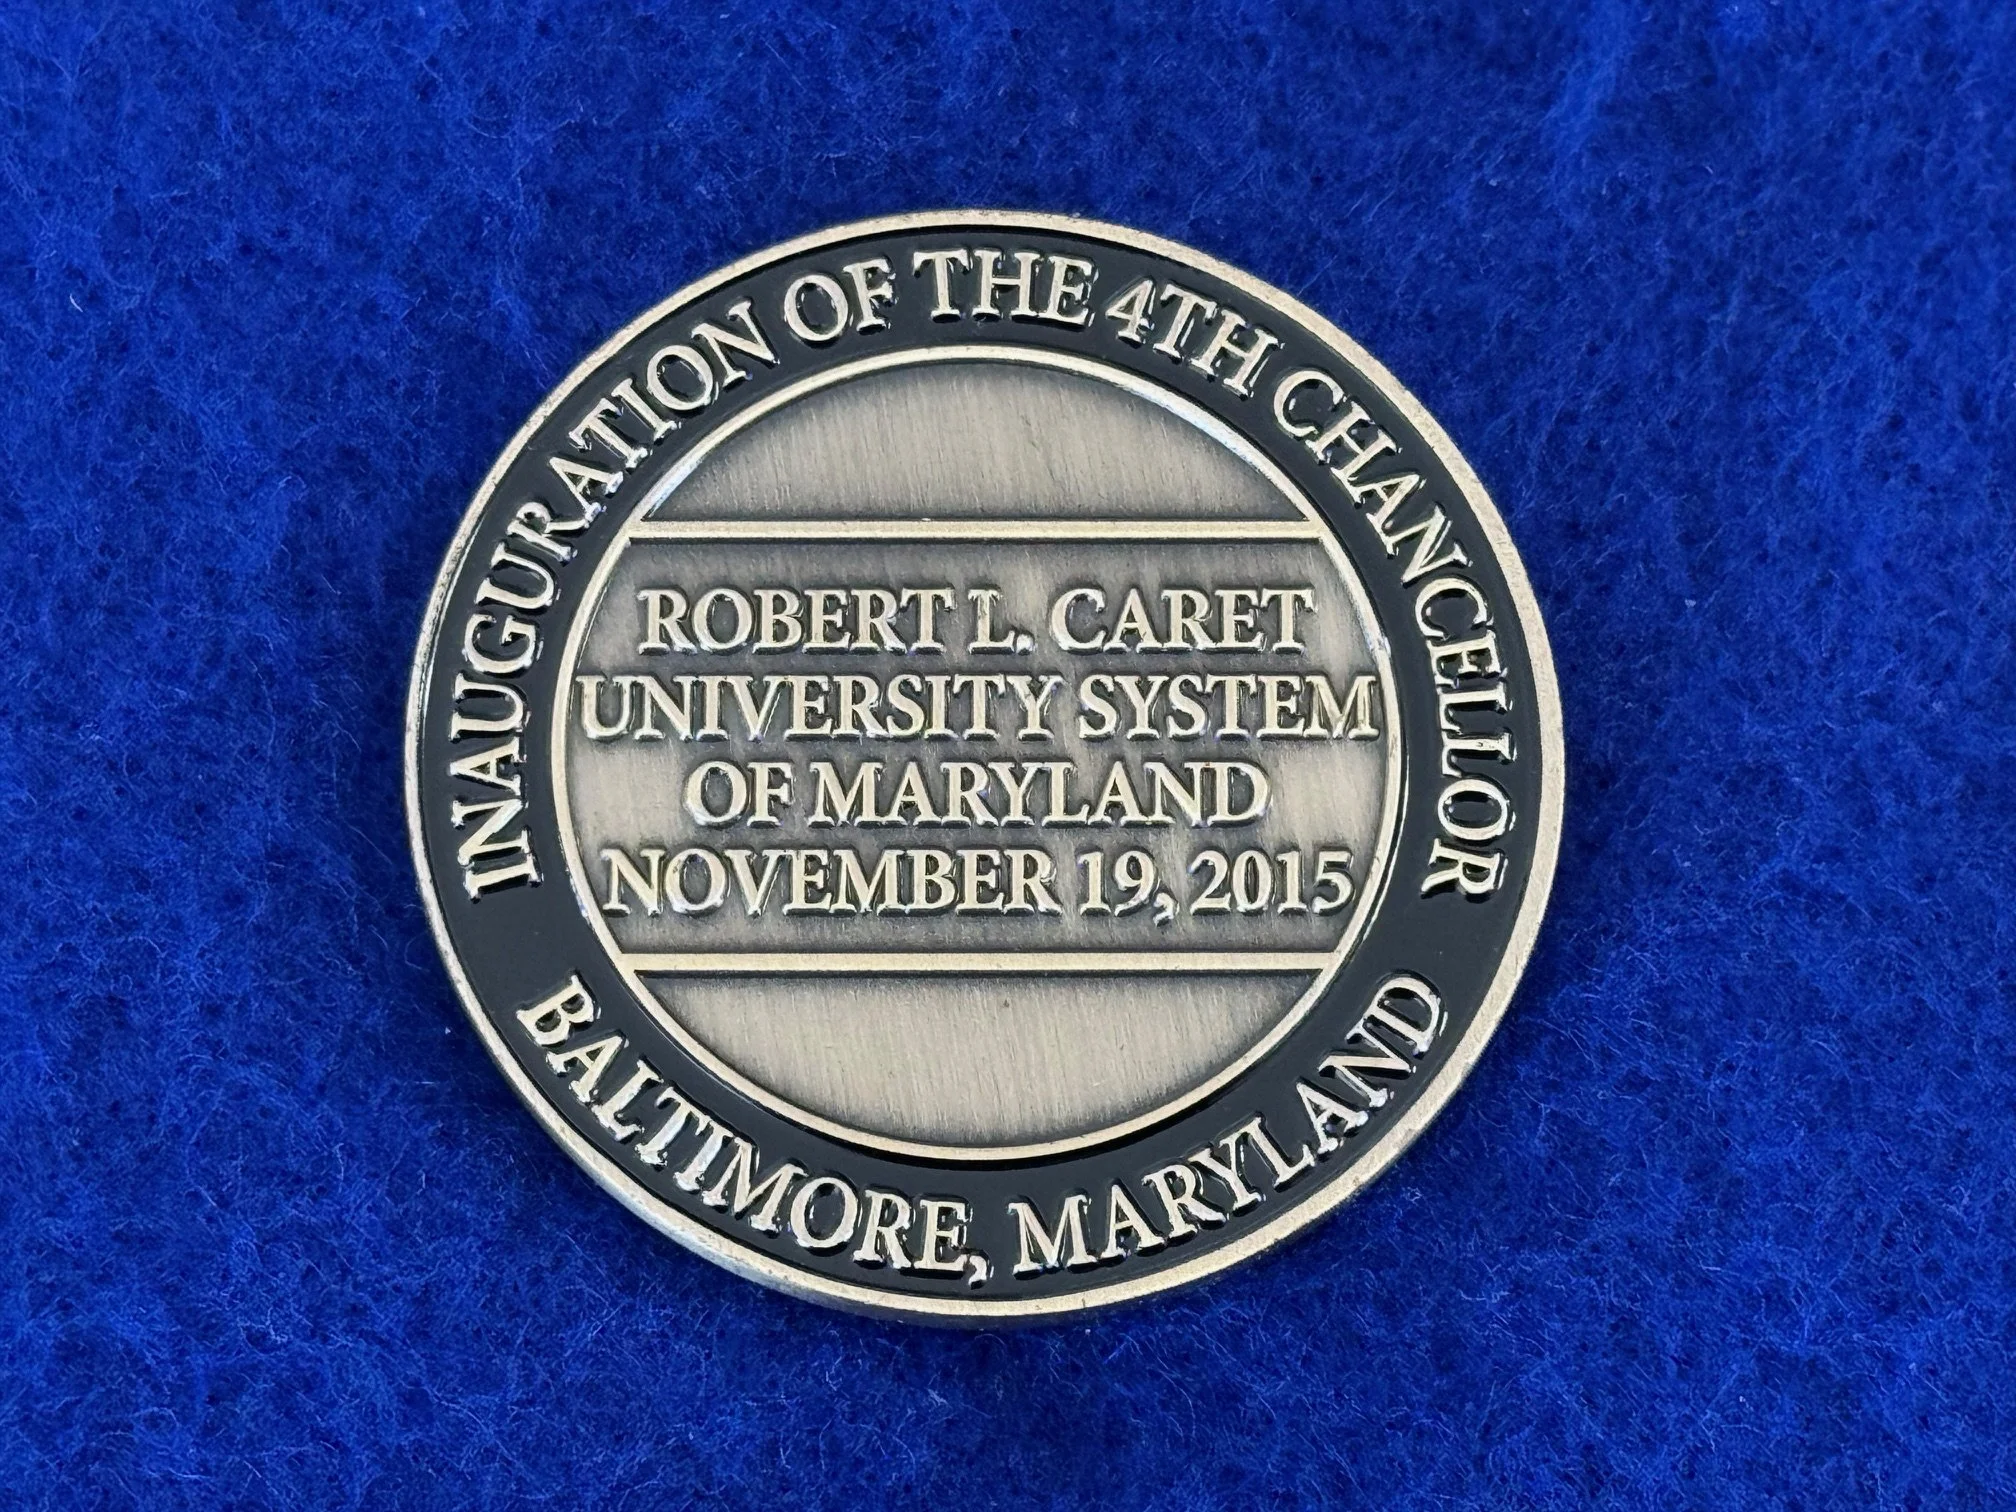 INAUGURATION OF THE 4TH CHANCELLOR
ROBERT L. CARET
UNIVERSITY SYSTEM
OF MARYLAND
NOVEMBER 19, 2015
BALTIMORE, MARYLAND